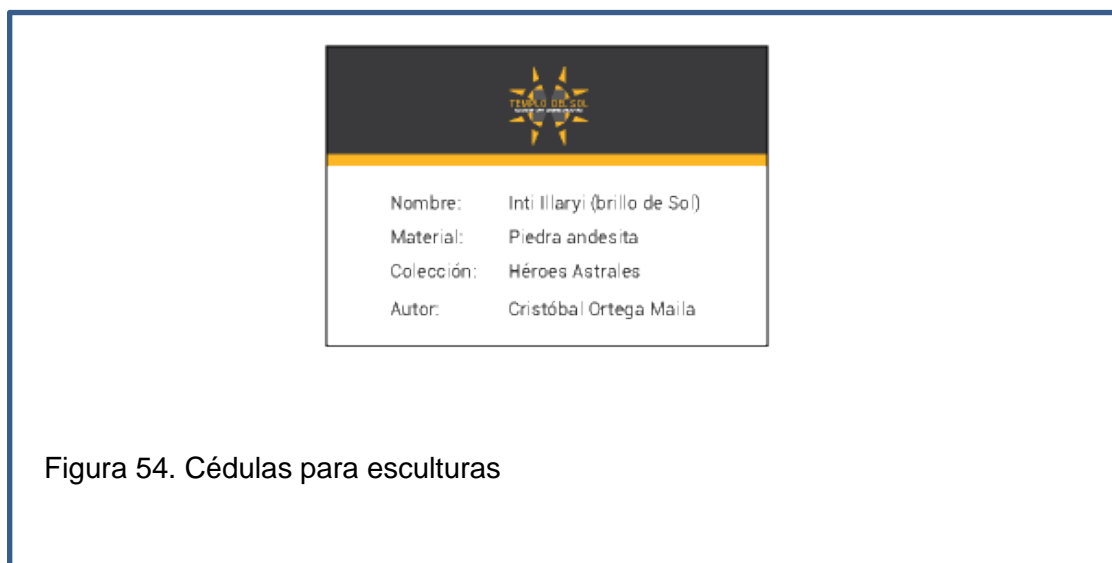 TEMPLO DEL SOL
Nombre: Inti Illaryi (brillo de Sol)
Material: Piedra andesita
Colección: Héroes Astrales
Autor: Cristóbal Ortega Maila
Figura 54. Cédulas para esculturas